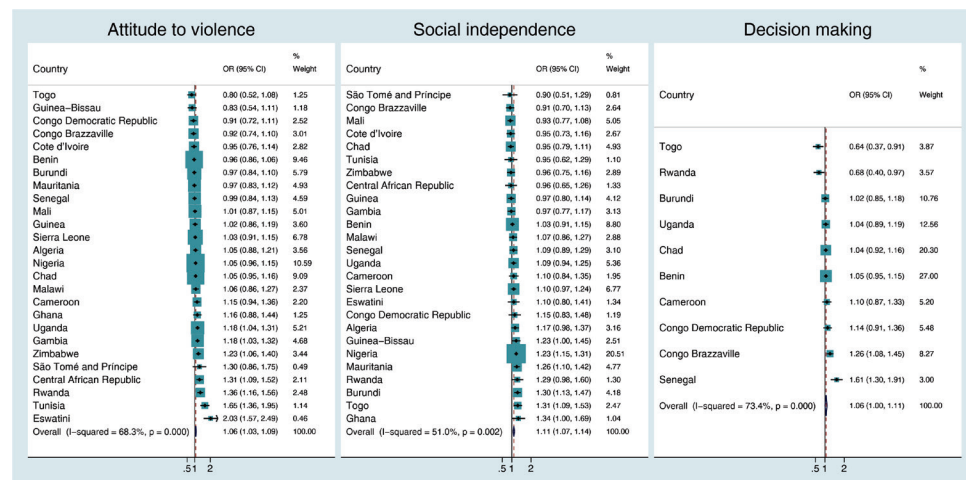 Attitude to violence
%
Country OR (95% CI) Weight
Togo 0.80 (0.52, 1.08) 1.25
Guinea−Bissau 0.83 (0.54, 1.11) 1.18
Congo Democratic Republic 0.91 (0.72, 1.11) 2.52
Congo Brazzaville 0.92 (0.74, 1.10) 3.01
Cote d'Ivoire 0.95 (0.76, 1.14) 2.82
Benin 0.96 (0.86, 1.06) 9.46
Burundi 0.97 (0.84, 1.10) 5.79
Mauritania 0.97 (0.83, 1.12) 4.93
Senegal 0.99 (0.84, 1.13) 4.59
Mali 1.01 (0.87, 1.15) 5.01
Guinea 1.02 (0.86, 1.19) 3.60
Sierra Leone 1.03 (0.91, 1.15) 6.78
Algeria 1.05 (0.88, 1.21) 3.56
Nigeria 1.05 (0.96, 1.15) 10.59
Chad 1.05 (0.95, 1.16) 9.09
Malawi 1.06 (0.86, 1.27) 2.37
Cameroon 1.15 (0.94, 1.36) 2.20
Ghana 1.16 (0.88, 1.44) 1.25
Uganda 1.18 (1.04, 1.31) 5.21
Gambia 1.18 (1.03, 1.32) 4.68
Zimbabwe 1.23 (1.06, 1.40) 3.44
São Tomé and Príncipe 1.30 (0.86, 1.75) 0.49
Central African Republic 1.31 (1.09, 1.52) 2.11
Rwanda 1.36 (1.16, 1.56) 2.48
Tunisia 1.65 (1.36, 1.95) 1.14
Eswatini 2.03 (1.57, 2.49) 0.46
Overall (I−squared = 68.3%, p = 0.000) 1.06 (1.03, 1.09) 100.00
.5 1 2
Social independence
%
Country OR (95% CI) Weight
São Tomé and Príncipe 0.90 (0.51, 1.29) 0.81
Congo Brazzaville 0.91 (0.70, 1.13) 2.64
Mali 0.93 (0.77, 1.08) 5.05
Cote d'Ivoire 0.95 (0.73, 1.16) 2.67
Chad 0.95 (0.79, 1.11) 4.93
Tunisia 0.95 (0.62, 1.29) 1.10
Zimbabwe 0.96 (0.75, 1.16) 2.89
Central African Republic 0.96 (0.65, 1.26) 1.33
Guinea 0.97 (0.80, 1.14) 4.12
Gambia 0.97 (0.77, 1.17) 3.13
Benin 1.03 (0.91, 1.15) 8.80
Malawi 1.07 (0.86, 1.27) 2.88
Senegal 1.09 (0.89, 1.29) 3.10
Uganda 1.09 (0.94, 1.25) 5.36
Cameroon 1.10 (0.84, 1.35) 1.95
Sierra Leone 1.10 (0.97, 1.24) 6.77
Eswatini 1.10 (0.80, 1.41) 1.34
Congo Democratic Republic 1.15 (0.83, 1.48) 1.19
Algeria 1.17 (0.98, 1.37) 3.16
Guinea−Bissau 1.23 (1.00, 1.45) 2.51
Nigeria 1.23 (1.15, 1.31) 20.51
Mauritania 1.26 (1.10, 1.42) 4.77
Rwanda 1.29 (0.98, 1.60) 1.30
Burundi 1.30 (1.13, 1.47) 4.18
Togo 1.31 (1.09, 1.53) 2.47
Ghana 1.34 (1.00, 1.69) 1.04
Overall (I−squared = 51.0%, p = 0.002) 1.11 (1.07, 1.14) 100.00
.5 1 2
Decision making
%
Country OR (95% CI) Weight
Togo 0.64 (0.37, 0.91) 3.87
Rwanda 0.68 (0.40, 0.97) 3.57
Burundi 1.02 (0.85, 1.18) 10.76
Uganda 1.04 (0.89, 1.19) 12.56
Chad 1.04 (0.92, 1.16) 20.30
Benin 1.05 (0.95, 1.15) 27.00
Cameroon 1.10 (0.87, 1.33) 5.20
Congo Democratic Republic 1.14 (0.91, 1.36) 5.48
Congo Brazzaville 1.26 (1.08, 1.45) 8.27
Senegal 1.61 (1.30, 1.91) 3.00
Overall (I−squared = 73.4%, p = 0.000) 1.06 (1.00, 1.11) 100.00
.5 1 2